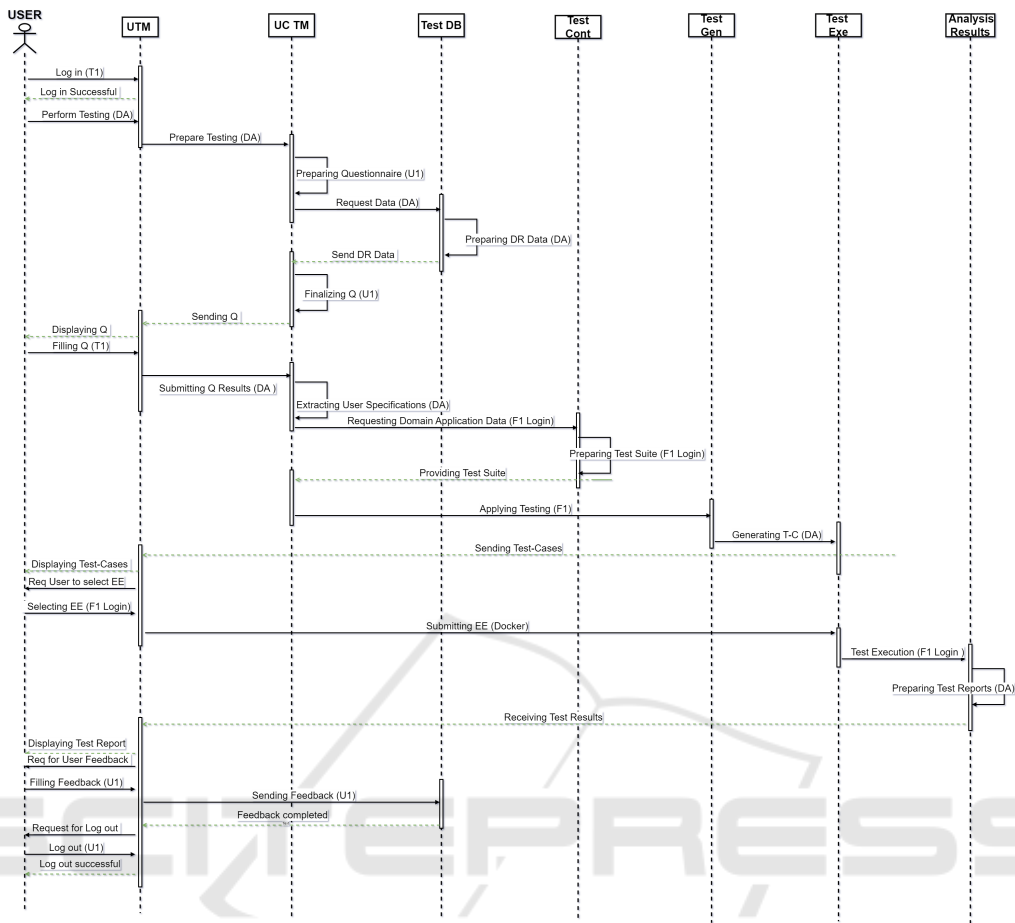 USER
UTM
UC TM
Test DB
Test
Cont
Test
Gen
Test
Exe
Analysis
Results
Log in (T1)
Log in Successful
Perform Testing (DA)
Prepare Testing (DA)
Preparing Questionnaire (U1)
Request Data (DA)
Preparing DR Data (DA)
Send DR Data
Finalizing Q (U1)
Sending Q
Displaying Q
Filling Q (T1)
Submitting Q Results (DA )
Extracting User Specifications (DA)
Requesting Domain Application Data (F1 Login)
Preparing Test Suite (F1 Login)
Providing Test Suite
Applying Testing (F1)
Generating T-C (DA)
Sending Test-Cases
Displaying Test-Cases
Req User to select EE
Selecting EE (F1 Login)
Submitting EE (Docker)
Test Execution (F1 Login )
Preparing Test Reports (DA)
Receiving Test Results
Displaying Test Report
Req for User Feedback
Filling Feedback (U1)
Sending Feedback (U1)
Feedback completed
Request for Log out
Log out (U1)
Log out successful
SCITEPRESS